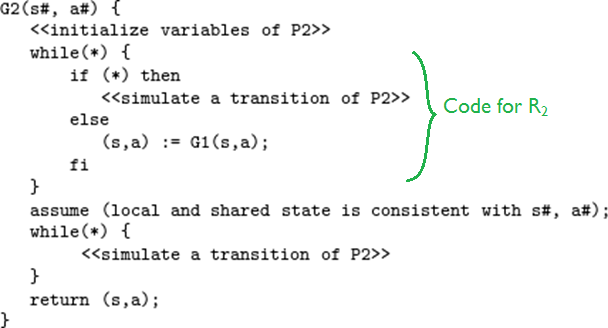 G2(s#, a#) {
<<initialize variables of P2>>
while(*) {
if (*) then
<<simulate a transition of P2>>
else
(s,a) := G1(s,a);
fi
}
Code for R2
assume (local and shared state is consistent with s#, a#);
while(*) {
<<simulate a transition of P2>>
}
return (s,a);
}